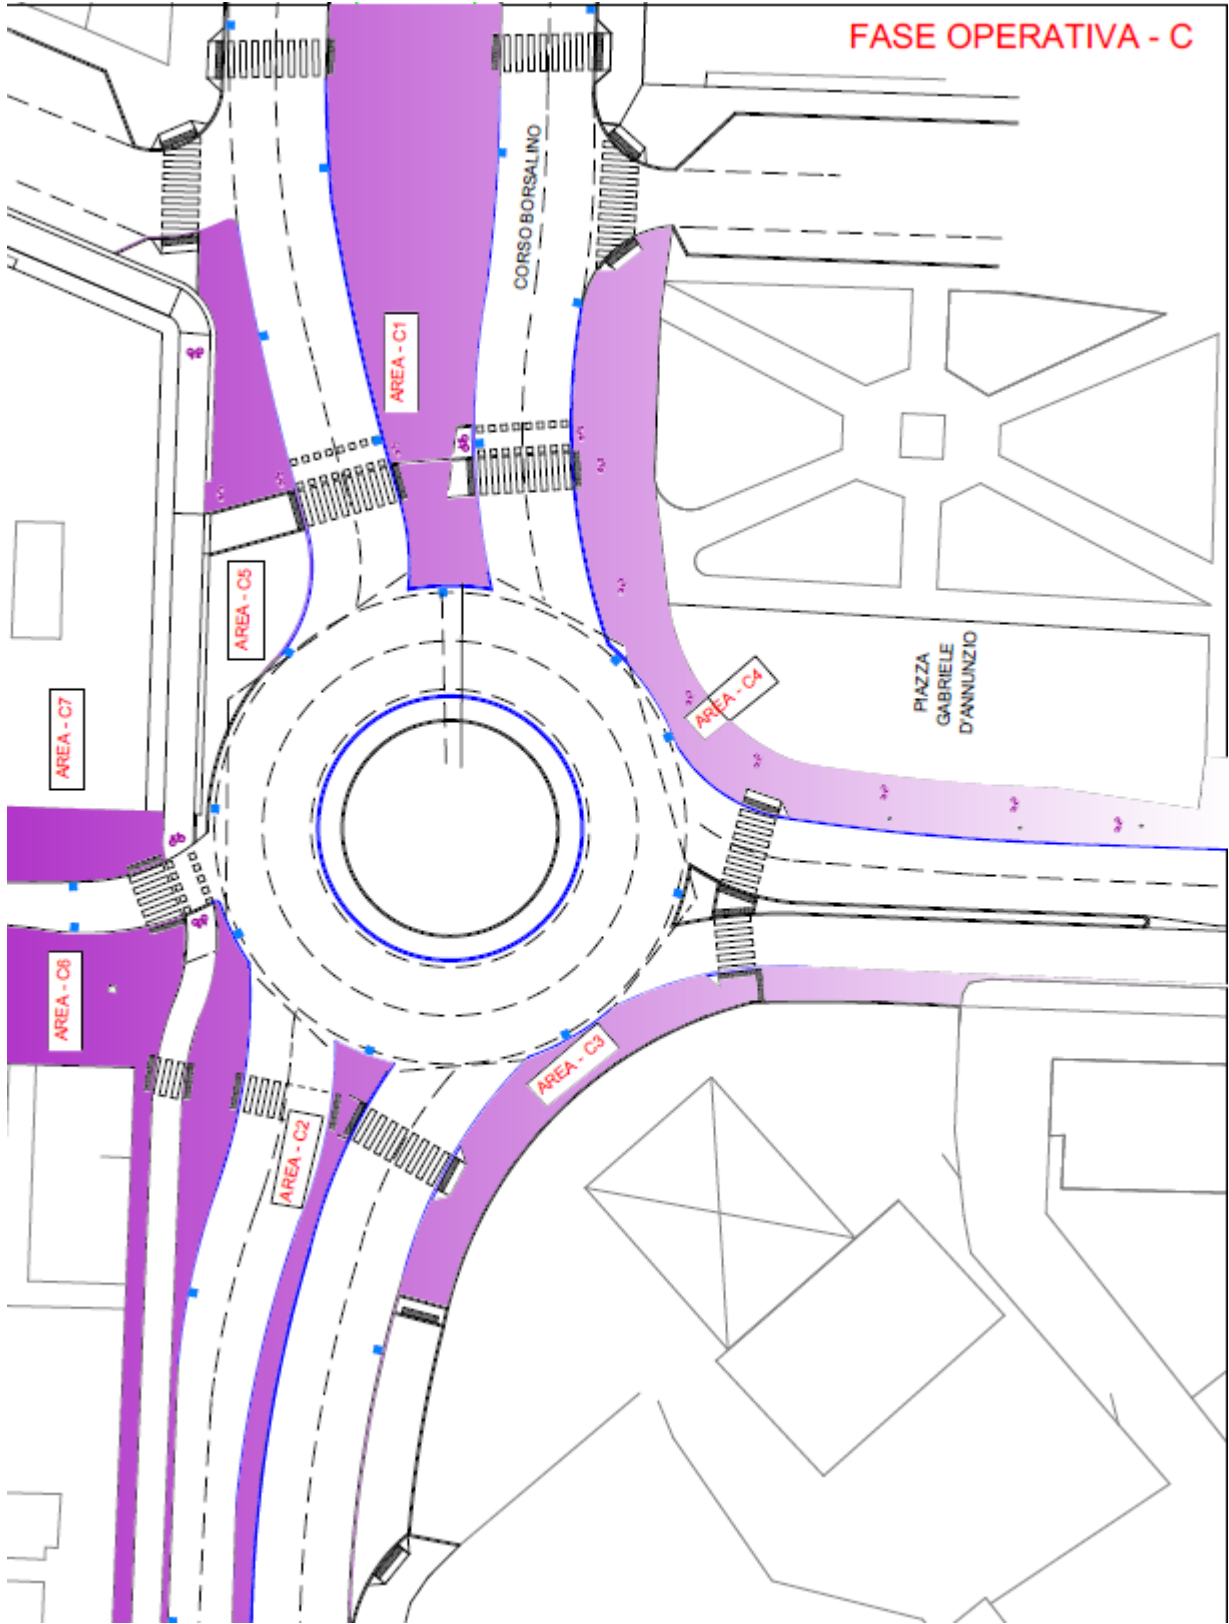 FASE OPERATIVA - C
CORSO BORSALINO
AREA - C1
AREA - C5
AREA - C7
AREA - C4
PIAZZA
GABRIELE
D'ANNUNZIO
AREA - C6
AREA - C3
AREA - C2